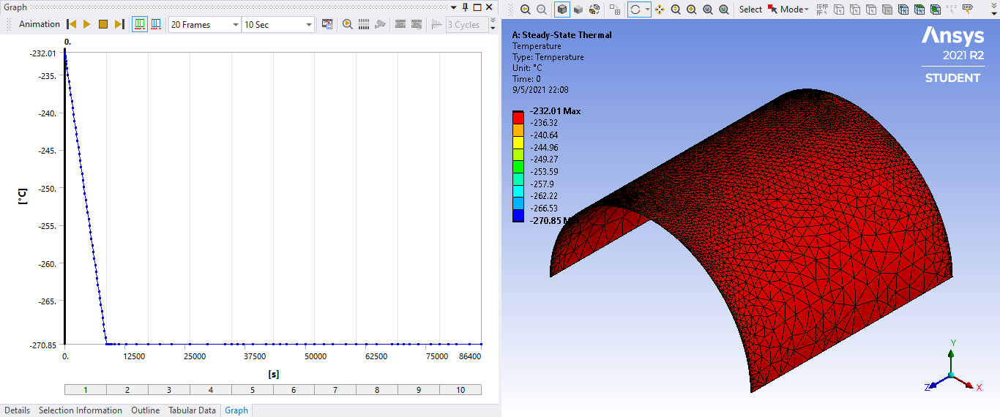 Graph
Animation 20 Frames 10 Sec 3 Cycles
0.
-232.01
-235.
-240.
-245.
-250.
-255.
-260.
-265.
-270.85
[°C]
0. 12500 25000 37500 50000 62500 75000 86400
[s]
1 2 3 4 5 6 7 8 9 10
Details Selection Information Outline Tabular Data Graph
Select Mode
A: Steady-State Thermal
Temperature
Type: Temperature
Unit: °C
Time: 0
9/5/2021 22:08
-232.01 Max
-236.32
-240.64
-244.96
-249.27
-253.59
-257.9
-262.22
-266.53
-270.85
Ansys
2021 R2
STUDENT
Y
Z
X